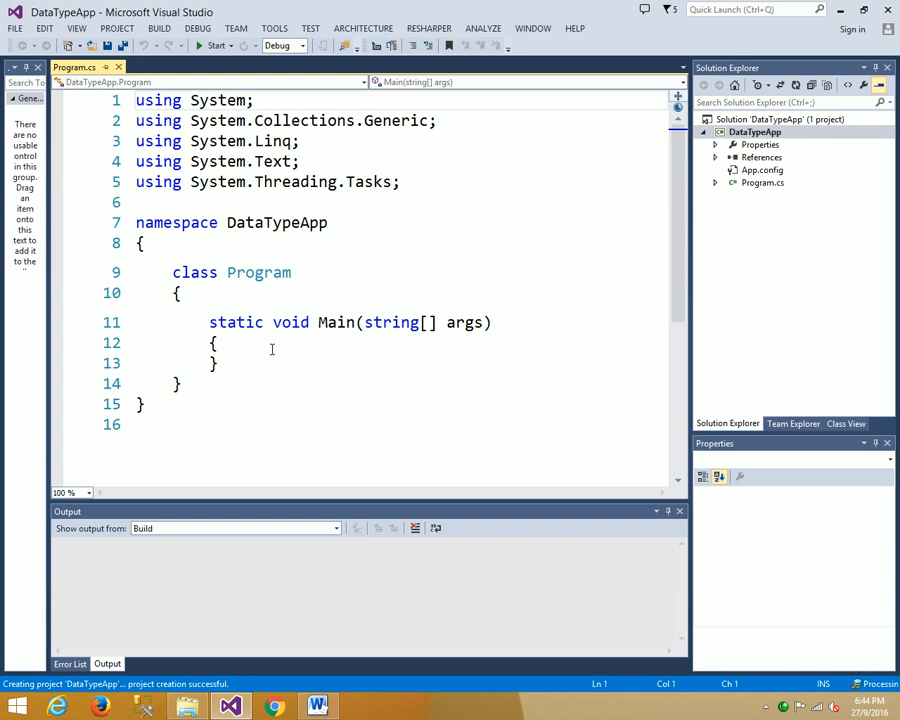 DataTypeApp - Microsoft Visual Studio
5
Quick Launch (Ctrl+Q)
FILE EDIT VIEW PROJECT BUILD DEBUG TEAM TOOLS TEST ARCHITECTURE RESHARPER ANALYZE WINDOW HELP
Sign in
Start Debug
Program.cs
Search To
Gene...
There
are no
usable
ontrol
in this
group.
Drag
an
item
onto
this
text to
add it
to the
DataTypeApp.Program
Main(string[] args)
1 using System;
2 using System.Collections.Generic;
3 using System.Linq;
4 using System.Text;
5 using System.Threading.Tasks;
6
7 namespace DataTypeApp
8 {
9 class Program
10 {
11 static void Main(string[] args)
12 {
13 }
14 }
15 }
16
100 %
Output
Show output from: Build
Error List Output
Solution Explorer
Search Solution Explorer (Ctrl+;)
Solution 'DataTypeApp' (1 project)
DataTypeApp
Properties
References
App.config
Program.cs
Solution Explorer Team Explorer Class View
Properties
Creating project 'DataTypeApp'... project creation successful.
Ln 1 Col 1 Ch 1 INS Processin
6:44 PM
27/9/2016